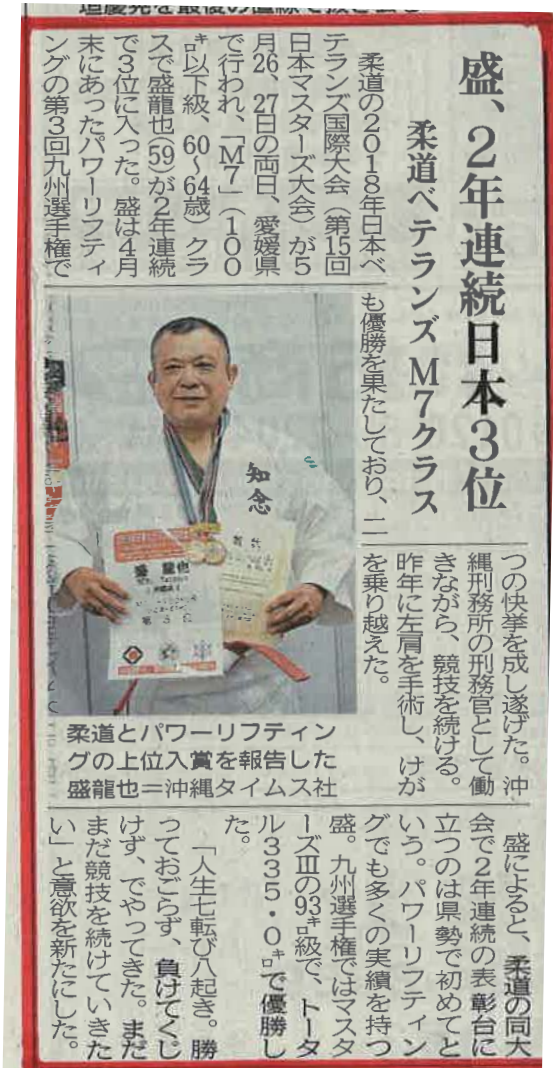 盛、2年連続日本3位
柔道ベテランズ M7クラス
柔道の2018年日本ベ
テランズ国際大会(第15回
日本マスターズ大会)が5
月26、27日の両日、愛媛県
で行われ、「M7」(100
㌔以下級、60〜64歳)クラ
スで盛龍也(59)が2年連続
で3位に入った。盛は4月
末にあったパワーリフティ
ングの第3回九州選手権で
も優勝を果たしており、二
つの快挙を成し遂げた。沖
縄刑務所の刑務官として働
きながら、競技を続ける。
昨年に左肩を手術し、けが
を乗り越えた。
知念
盛 龍也
柔道とパワーリフティン
グの上位入賞を報告した
盛龍也=沖縄タイムス社
盛によると、柔道の同大
会で2年連続の表彰台に
立つのは県勢で初めてと
いう。パワーリフティン
グでも多くの実績を持つ
盛。九州選手権ではマスタ
ーズⅢの93㌔級で、トータ
ル335・0㌔で優勝し
た。
「人生七転び八起き。勝
っておごらず、負けてくじ
けず、でやってきた。まだ
まだ競技を続けていきた
い」と意欲を新たにした。